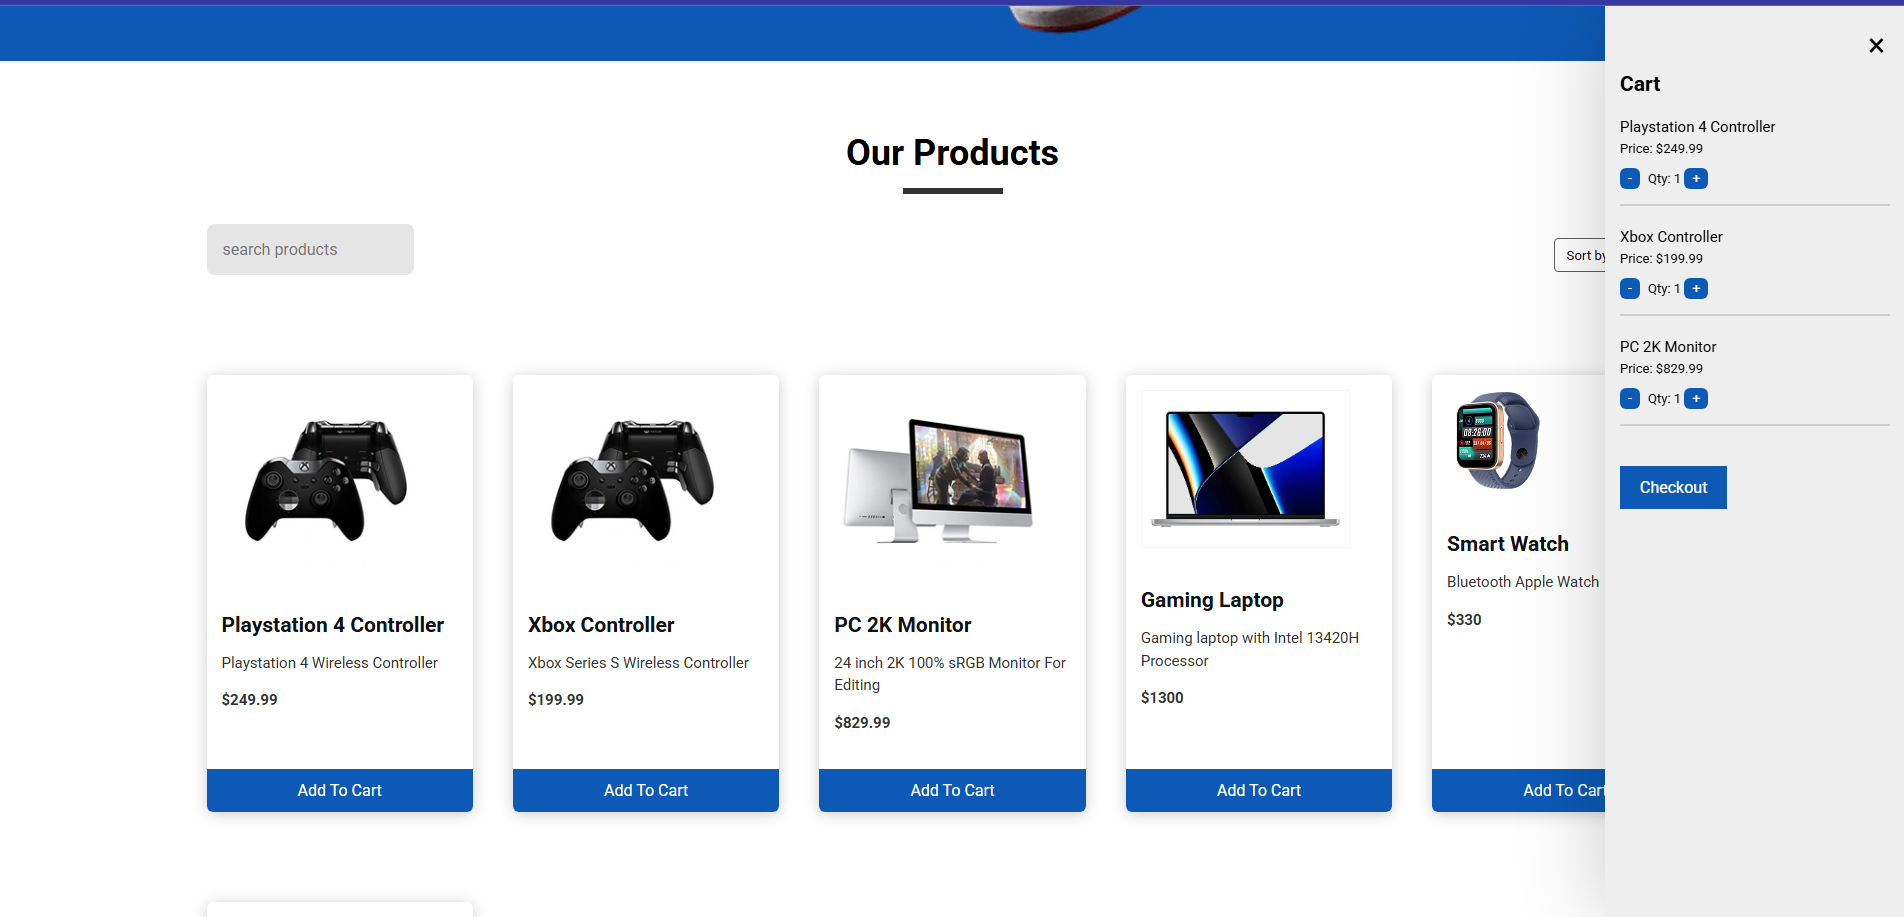 Our Products
search products
Sort by
Playstation 4 Controller
Playstation 4 Wireless Controller
$249.99
Add To Cart
Xbox Controller
Xbox Series S Wireless Controller
$199.99
Add To Cart
PC 2K Monitor
24 inch 2K 100% sRGB Monitor For
Editing
$829.99
Add To Cart
Gaming Laptop
Gaming laptop with Intel 13420H
Processor
$1300
Add To Cart
08:26:00
Smart Watch
Bluetooth Apple Watch
$330
Add To Cart
×
Cart
Playstation 4 Controller
Price: $249.99
- Qty: 1 +
Xbox Controller
Price: $199.99
- Qty: 1 +
PC 2K Monitor
Price: $829.99
- Qty: 1 +
Checkout